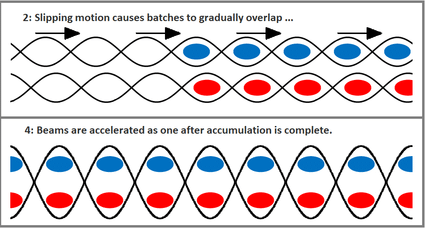 2: Slipping motion causes batches to gradually overlap ...
4: Beams are accelerated as one after accumulation is complete.